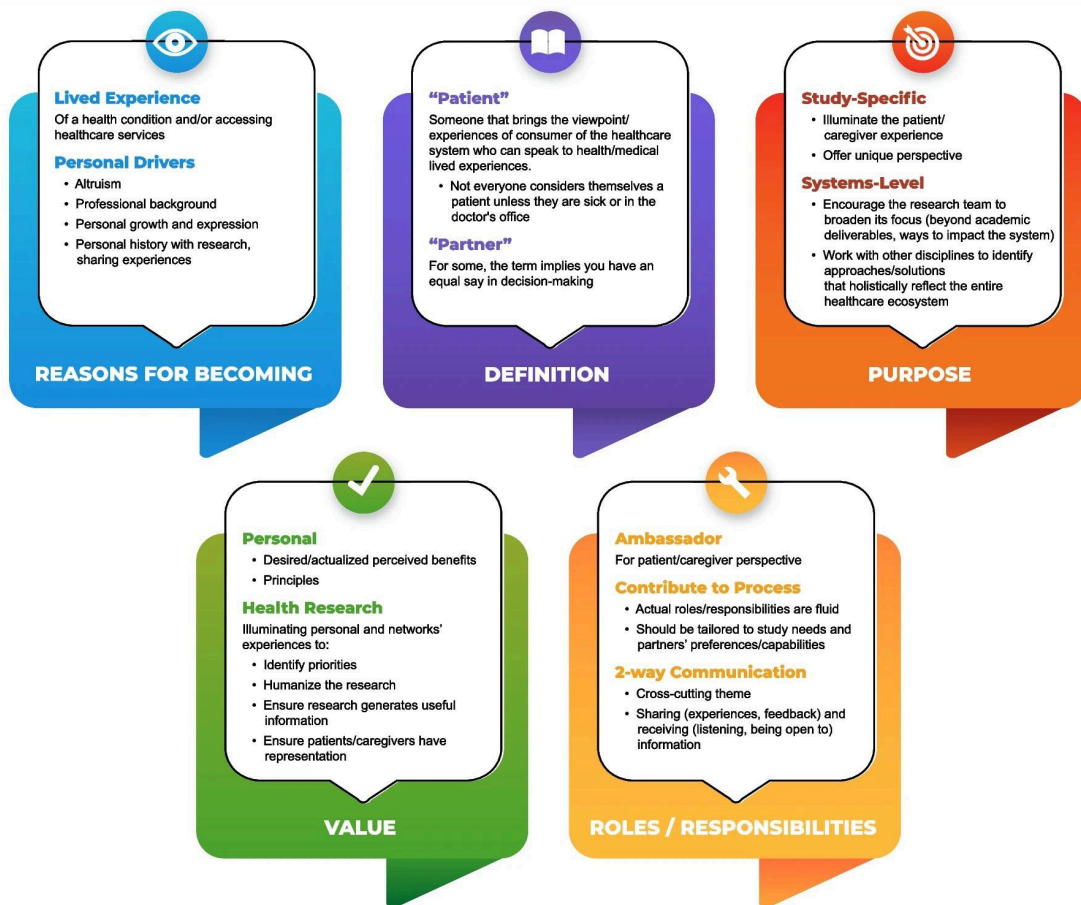 Lived Experience
Of a health condition and/or accessing
healthcare services
Personal Drivers
• Altruism
• Professional background
• Personal growth and expression
• Personal history with research,
sharing experiences
REASONS FOR BECOMING
“Patient”
Someone that brings the viewpoint/
experiences of consumer of the healthcare
system who can speak to health/medical
lived experiences.
• Not everyone considers themselves a
patient unless they are sick or in the
doctor's office
“Partner”
For some, the term implies you have an
equal say in decision-making
DEFINITION
Study-Specific
• Illuminate the patient/
caregiver experience
• Offer unique perspective
Systems-Level
• Encourage the research team to
broaden its focus (beyond academic
deliverables, ways to impact the system)
• Work with other disciplines to identify
approaches/solutions
that holistically reflect the entire
healthcare ecosystem
PURPOSE
Personal
• Desired/actualized perceived benefits
• Principles
Health Research
Illuminating personal and networks’
experiences to:
• Identify priorities
• Humanize the research
• Ensure research generates useful
information
• Ensure patients/caregivers have
representation
VALUE
Ambassador
For patient/caregiver perspective
Contribute to Process
• Actual roles/responsibilities are fluid
• Should be tailored to study needs and
partners’ preferences/capabilities
2-way Communication
• Cross-cutting theme
• Sharing (experiences, feedback) and
receiving (listening, being open to)
information
ROLES / RESPONSIBILITIES